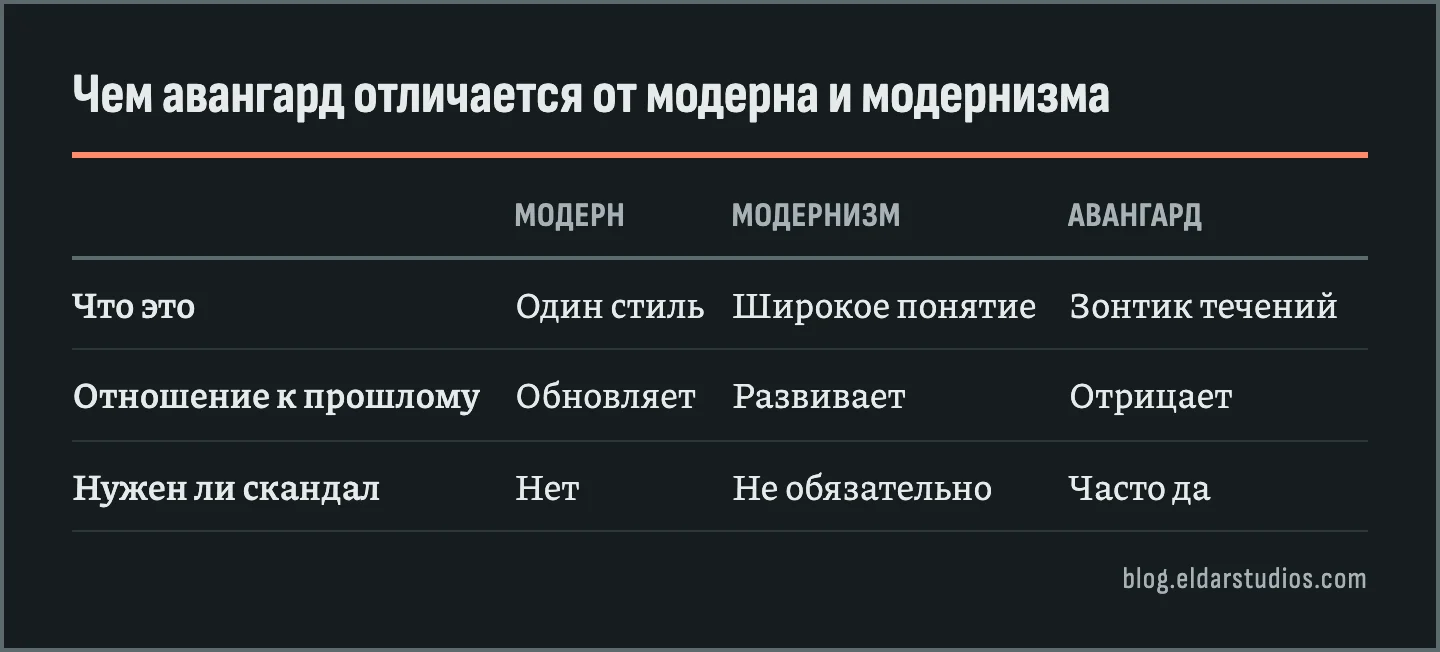 Чем авангард отличается от модерна и модернизма
МОДЕРН МОДЕРНИЗМ АВАНГАРД
Что это Один стиль Широкое понятие Зонтик течений
Отношение к прошлому Обновляет Развивает Отрицает
Нужен ли скандал Нет Не обязательно Часто да
blog.eldarstudios.com